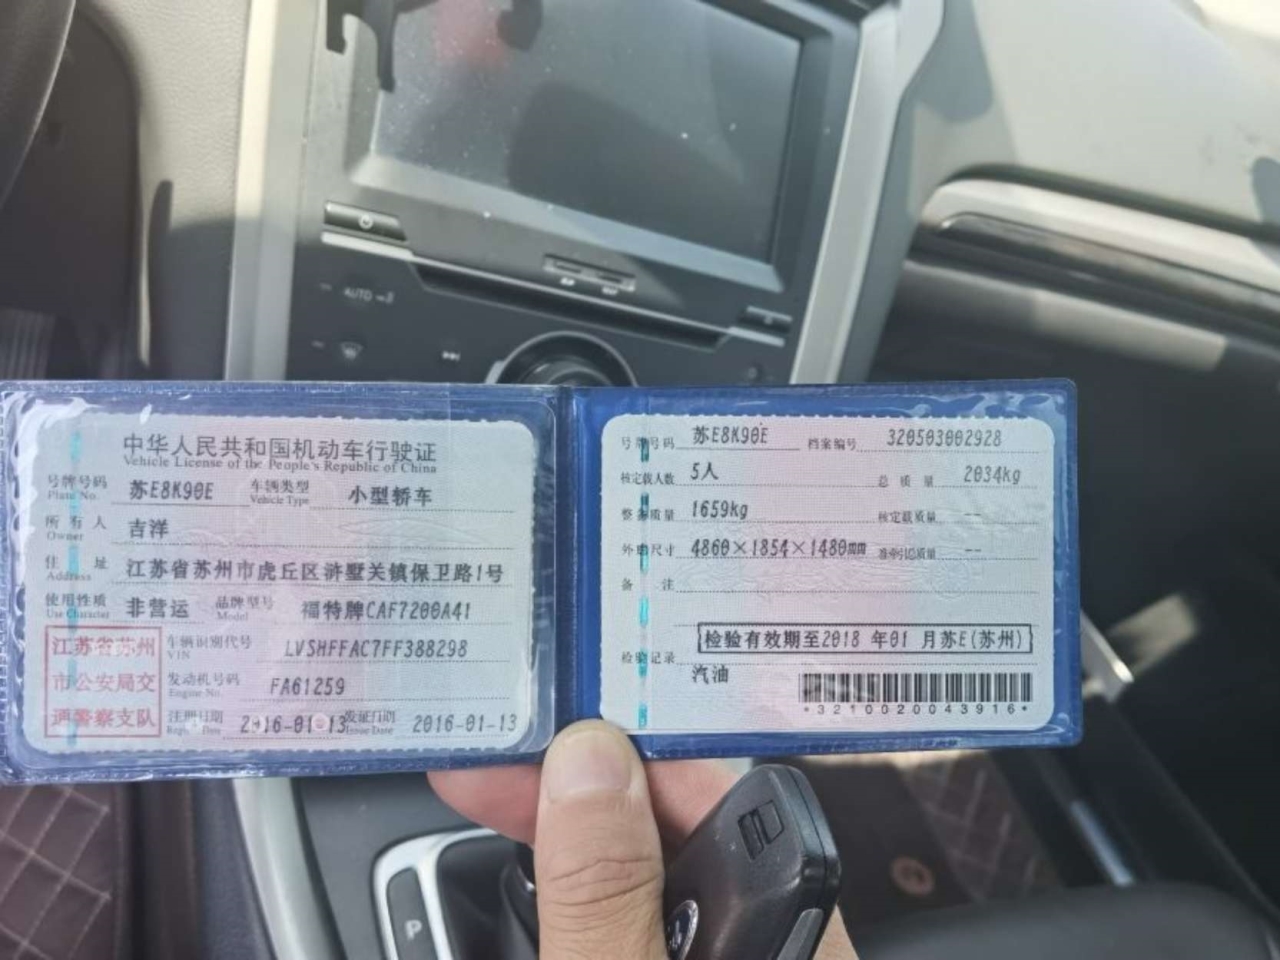 AUTO
中华人民共和国机动车行驶证
Vehicle License of the People's Republic of China
号牌号码 苏E8K90E 车辆类型 小型轿车
Plate No. Vehicle Type
所有人 吉洋
Owner
住址 江苏省苏州市虎丘区浒墅关镇保卫路1号
Address
使用性质 非营运 品牌型号 福特牌CAF7200A41
Use Character Model
江苏省苏州
市公安局交
通警察支队
车辆识别代号 LVSHFFAC7FF388298
VIN
发动机号码 FA61259
Engine No.
注册日期 2016-01-13 发证日期 2016-01-13
Issue Date
号牌号码 苏E8K90E 档案编号 320503002928
核定载人数 5人 总质量 2034kg
整备质量 1659kg 核定载质量 --
外廓尺寸 4860×1854×1480mm 准牵引总质量 --
备注
检验有效期至2018年01月苏E(苏州)
检验记录
汽油
*3210020043916*
P